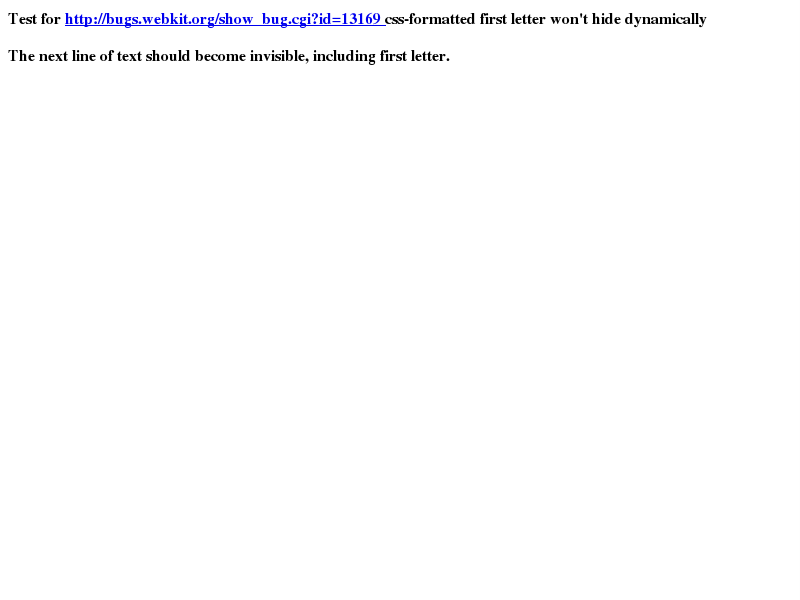 Test for http://bugs.webkit.org/show_bug.cgi?id=13169 css-formatted first letter won't hide dynamically
The next line of text should become invisible, including first letter.